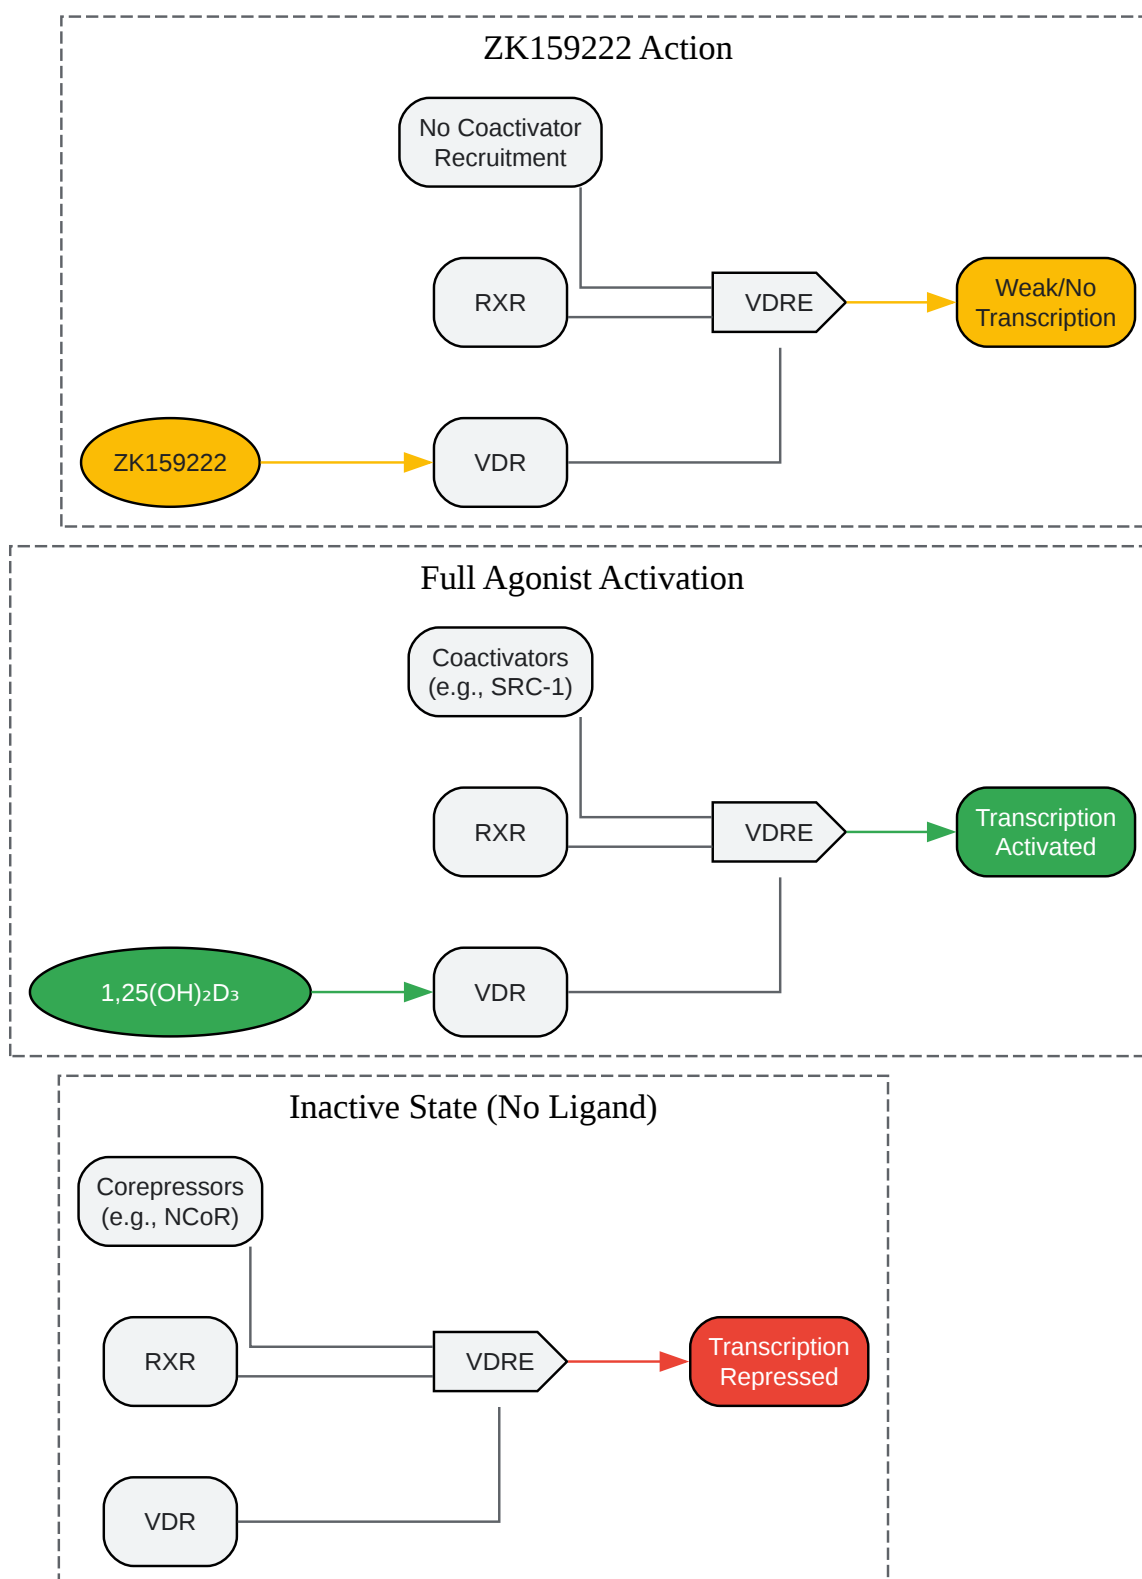 ZK159222 Action
No Coactivator
Recruitment
RXR
VDRE
Weak/No
Transcription
ZK159222
VDR
Full Agonist Activation
Coactivators
(e.g., SRC-1)
RXR
VDRE
Transcription
Activated
1,25(OH)₂D₃
VDR
Inactive State (No Ligand)
Corepressors
(e.g., NCoR)
RXR
VDRE
Transcription
Repressed
VDR